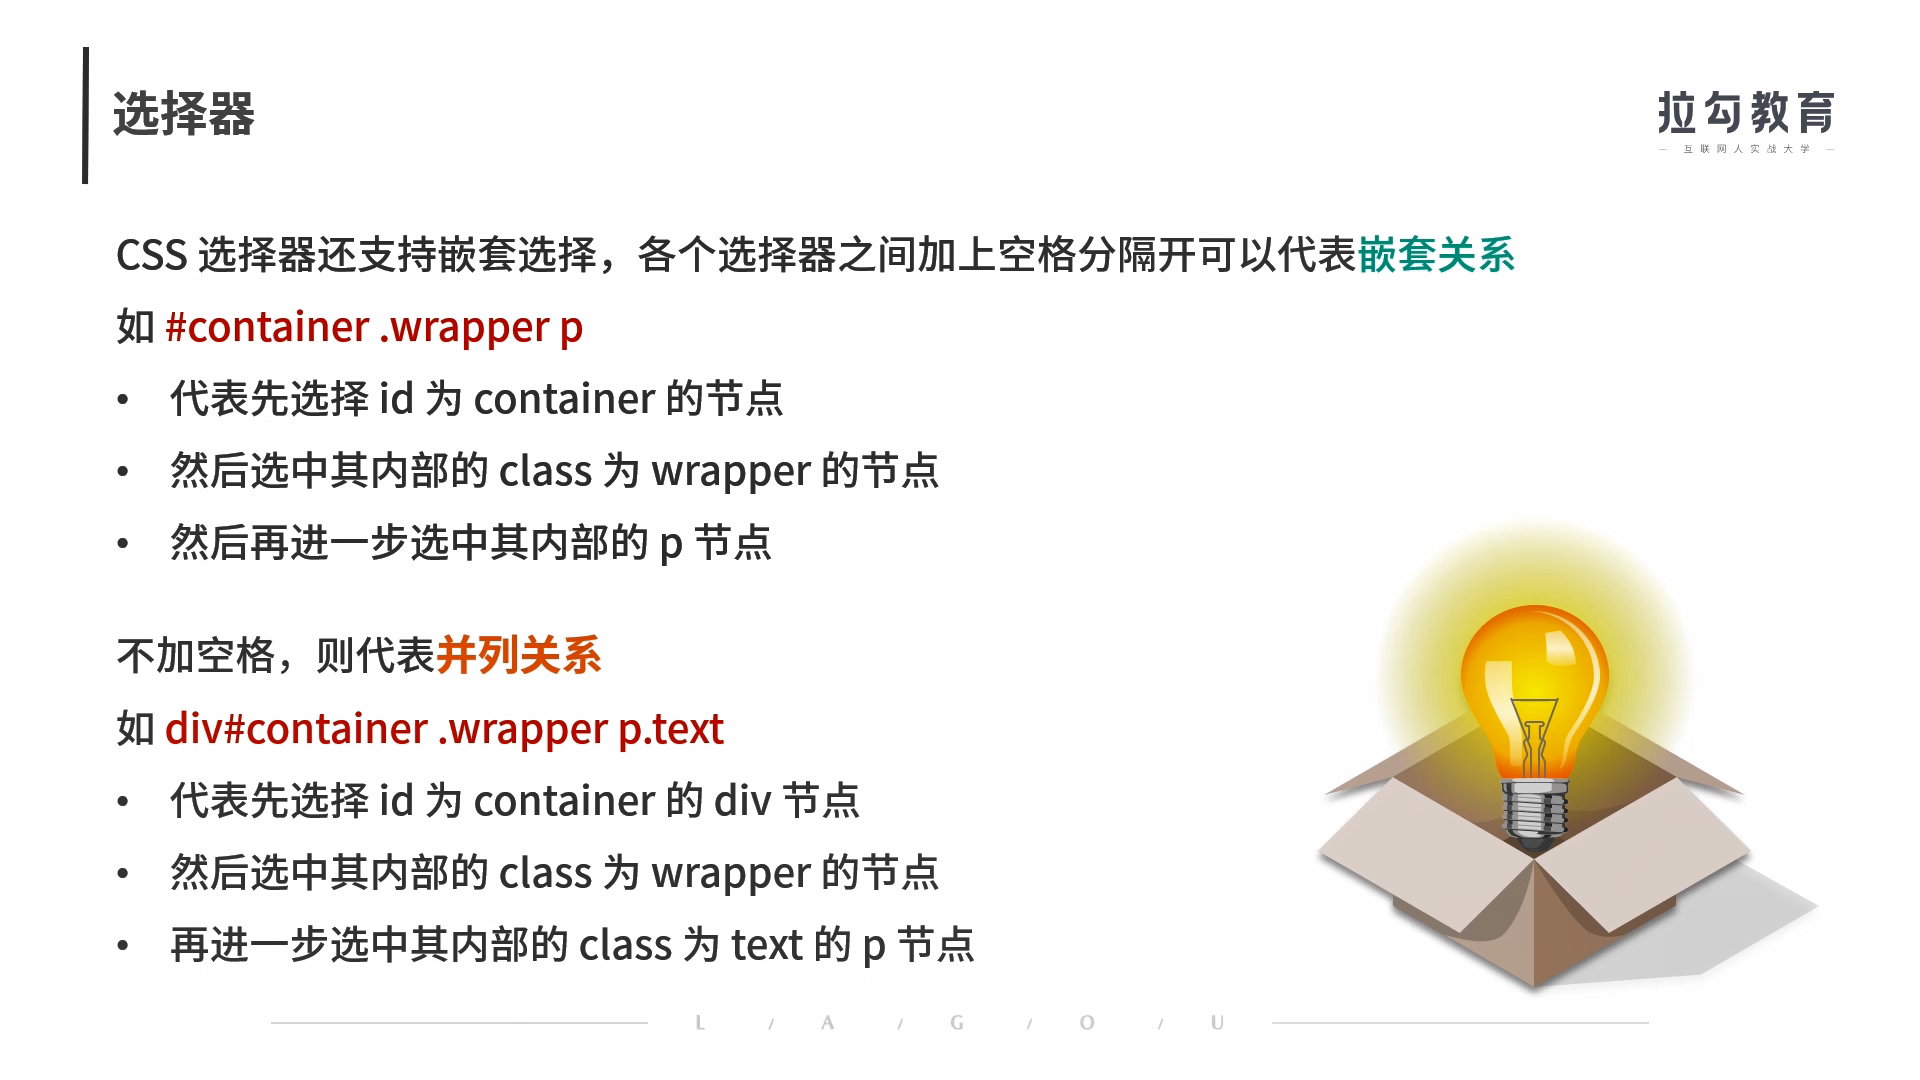 选择器
拉勾教育
— 互联网人实战大学 —
CSS 选择器还支持嵌套选择，各个选择器之间加上空格分隔开可以代表嵌套关系
如 #container .wrapper p
• 代表先选择 id 为 container 的节点
• 然后选中其内部的 class 为 wrapper 的节点
• 然后再进一步选中其内部的 p 节点
不加空格，则代表并列关系
如 div#container .wrapper p.text
• 代表先选择 id 为 container 的 div 节点
• 然后选中其内部的 class 为 wrapper 的节点
• 再进一步选中其内部的 class 为 text 的 p 节点
L / A / G / O / U